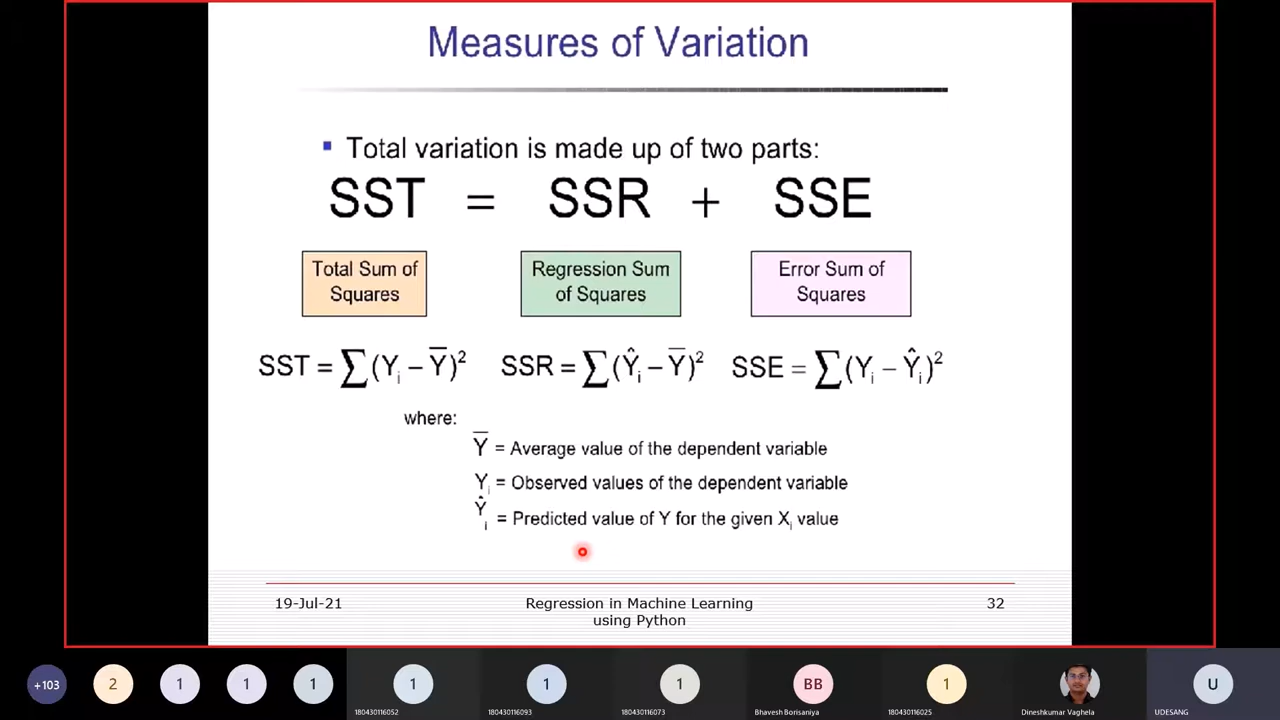 Measures of Variation
▪ Total variation is made up of two parts:
SST = SSR + SSE
Total Sum of Squares
Regression Sum of Squares
Error Sum of Squares
SST = ∑(Yᵢ – Y̅)² SSR = ∑(Ŷᵢ – Y̅)² SSE = ∑(Yᵢ – Ŷᵢ)²
where:
Y̅ = Average value of the dependent variable
Yᵢ = Observed values of the dependent variable
Ŷᵢ = Predicted value of Y for the given Xᵢ value
19-Jul-21
Regression in Machine Learning
using Python
32
+103 2 1 1 1 1 1 1 BB 1 U
180430116052 180430116093 180430116073 Bhavesh Borisaniya 180430116025 Dineshkumar Vaghela UDESANG